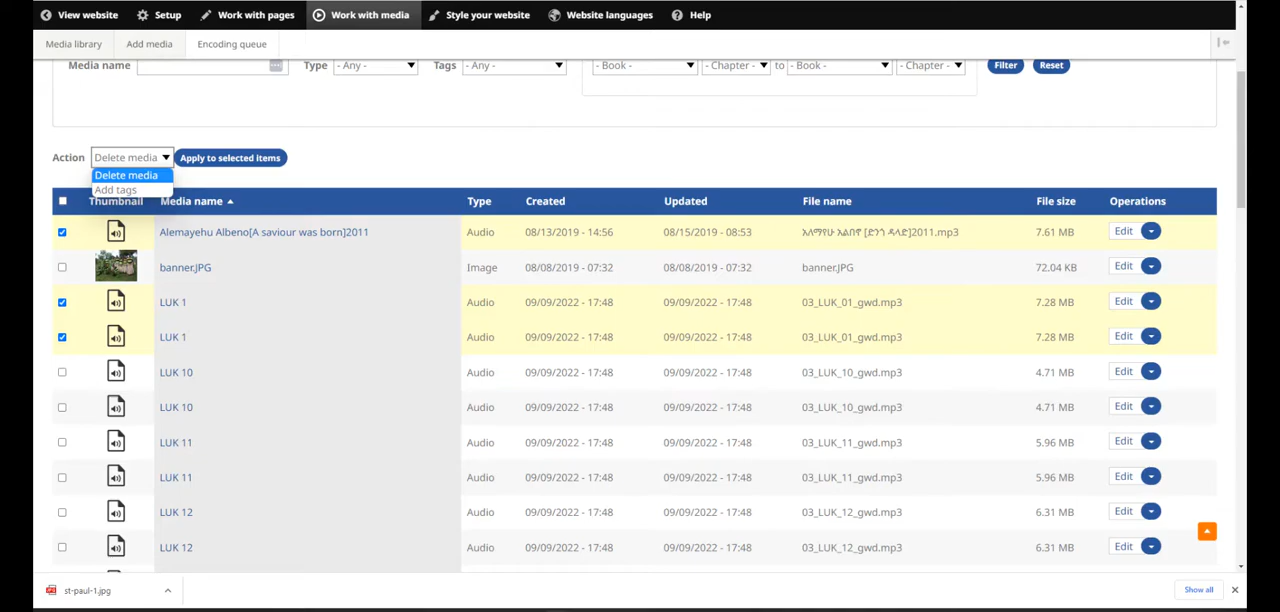 View website Setup Work with pages Work with media Style your website Website languages Help
Media library Add media Encoding queue
Media name Type - Any - Tags - Any - - Book - - Chapter - to - Book - - Chapter - Filter Reset
Action Delete media Apply to selected items
Delete media
Add tags
Thumbnail Media name Type Created Updated File name File size Operations
Alemayehu Albeno[A saviour was born]2011 Audio 08/13/2019 - 14:56 08/15/2019 - 08:53 አለማየሁ አልበኖ [ድንጎ ዳላድ]2011.mp3 7.61 MB Edit
banner.JPG Image 08/08/2019 - 07:32 08/08/2019 - 07:32 banner.JPG 72.04 KB Edit
LUK 1 Audio 09/09/2022 - 17:48 09/09/2022 - 17:48 03_LUK_01_gwd.mp3 7.28 MB Edit
LUK 1 Audio 09/09/2022 - 17:48 09/09/2022 - 17:48 03_LUK_01_gwd.mp3 7.28 MB Edit
LUK 10 Audio 09/09/2022 - 17:48 09/09/2022 - 17:48 03_LUK_10_gwd.mp3 4.71 MB Edit
LUK 10 Audio 09/09/2022 - 17:48 09/09/2022 - 17:48 03_LUK_10_gwd.mp3 4.71 MB Edit
LUK 11 Audio 09/09/2022 - 17:48 09/09/2022 - 17:48 03_LUK_11_gwd.mp3 5.96 MB Edit
LUK 11 Audio 09/09/2022 - 17:48 09/09/2022 - 17:48 03_LUK_11_gwd.mp3 5.96 MB Edit
LUK 12 Audio 09/09/2022 - 17:48 09/09/2022 - 17:48 03_LUK_12_gwd.mp3 6.31 MB Edit
LUK 12 Audio 09/09/2022 - 17:48 09/09/2022 - 17:48 03_LUK_12_gwd.mp3 6.31 MB Edit
st-paul-1.jpg Show all